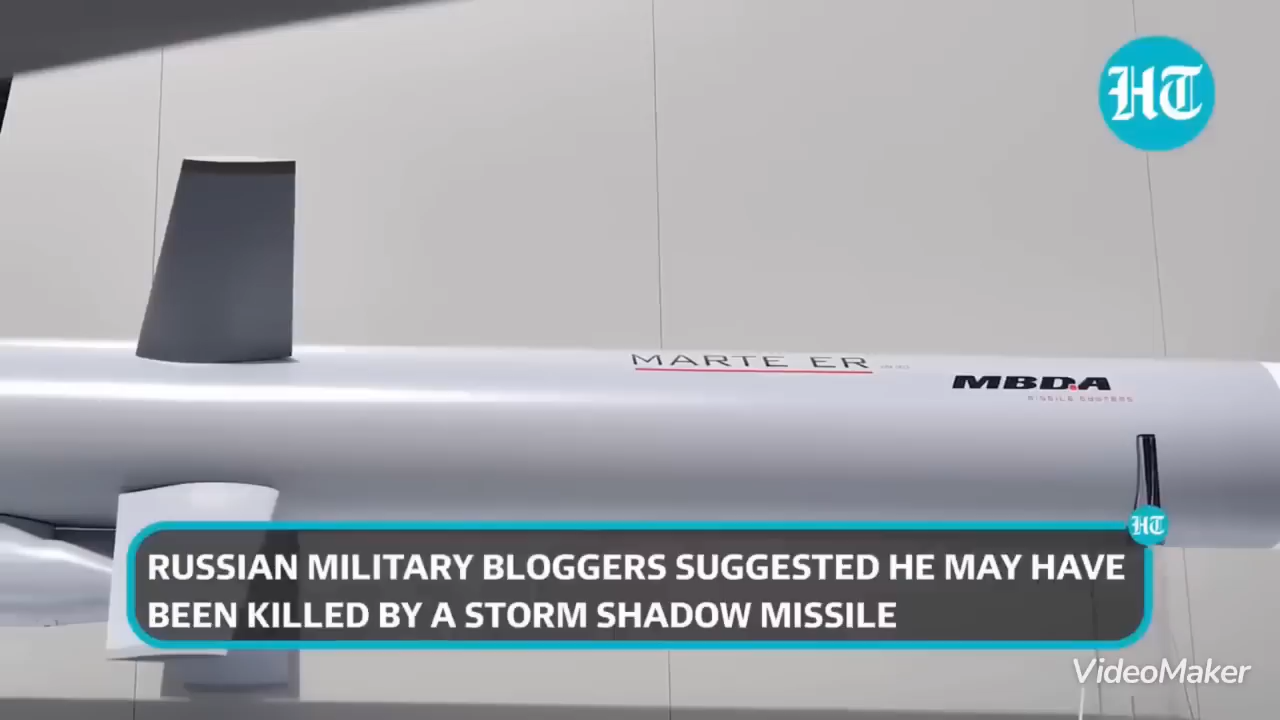 HT
MARTE ER
MBDA
MISSILE SYSTEMS
HT
RUSSIAN MILITARY BLOGGERS SUGGESTED HE MAY HAVE
BEEN KILLED BY A STORM SHADOW MISSILE
VideoMaker